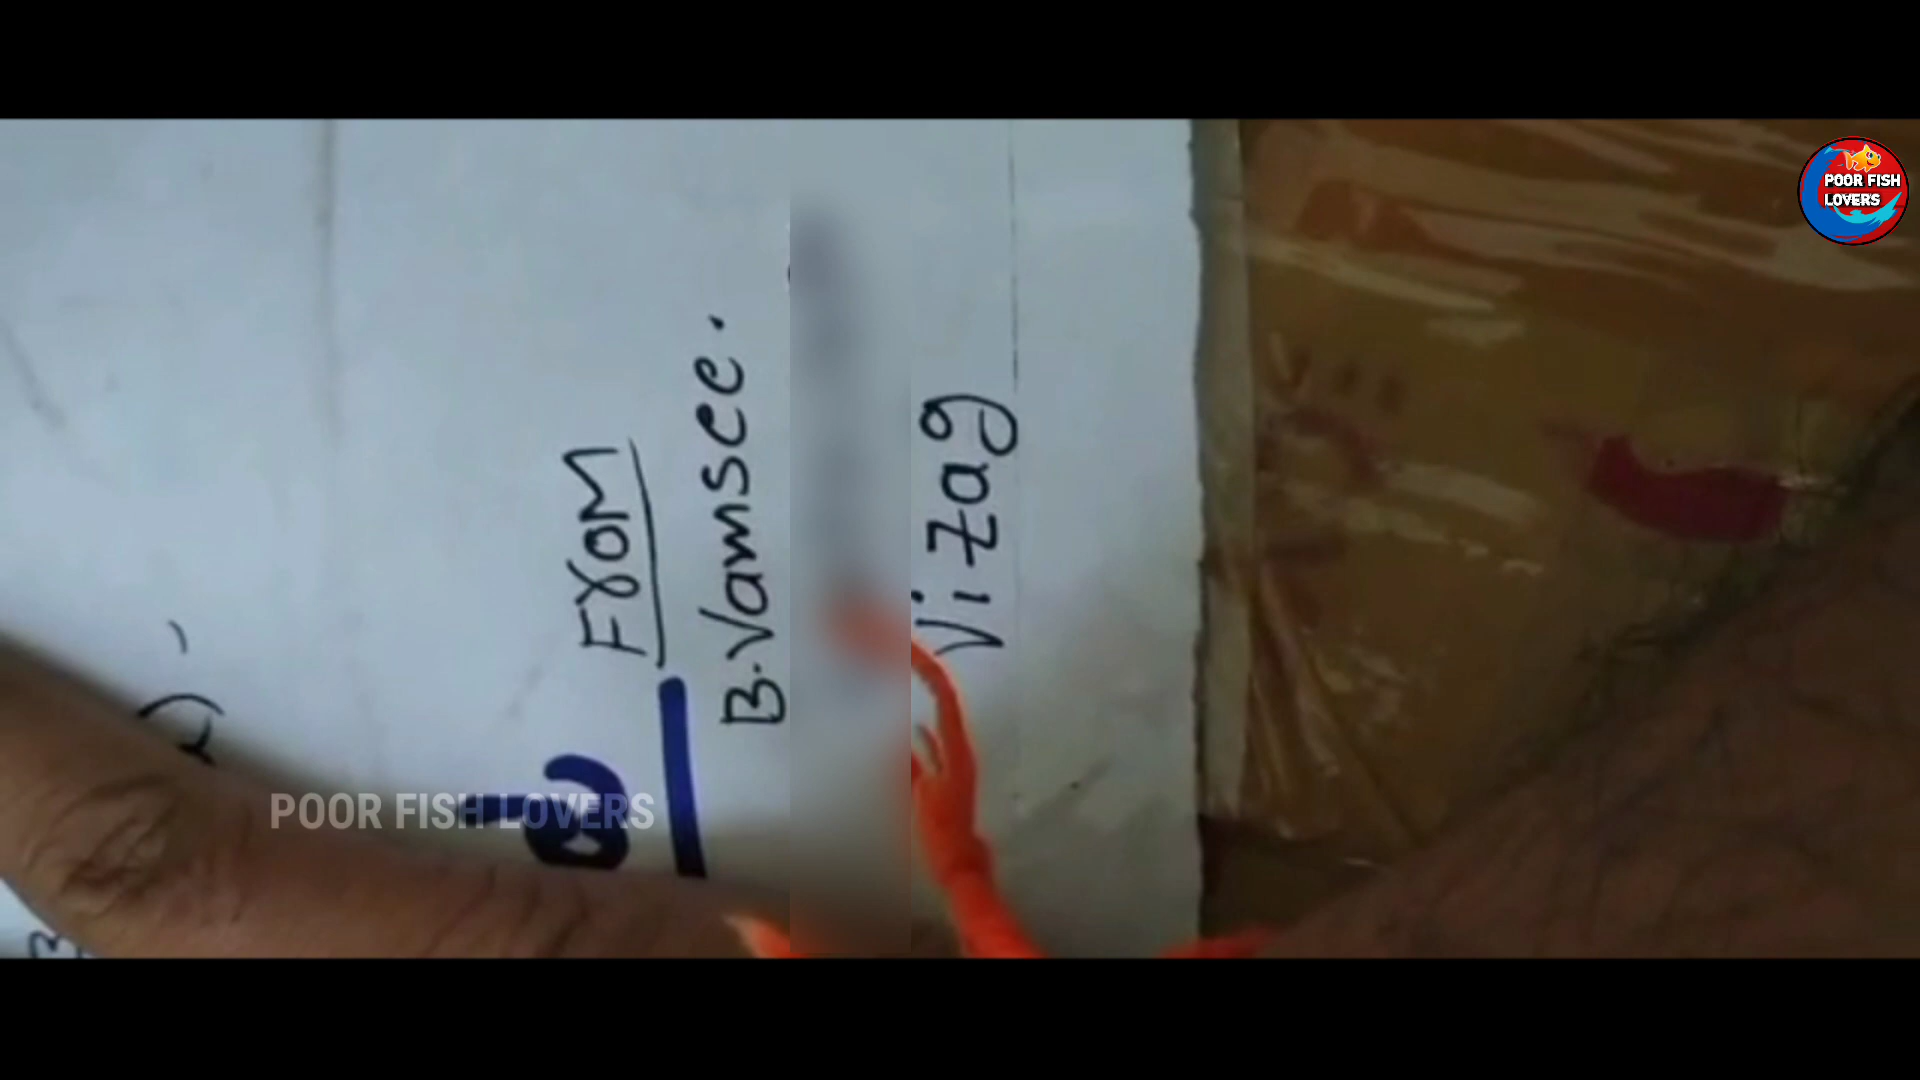 From
B. Vamsee.
Vizag
POOR FISH LOVERS
POOR FISH
LOVERS